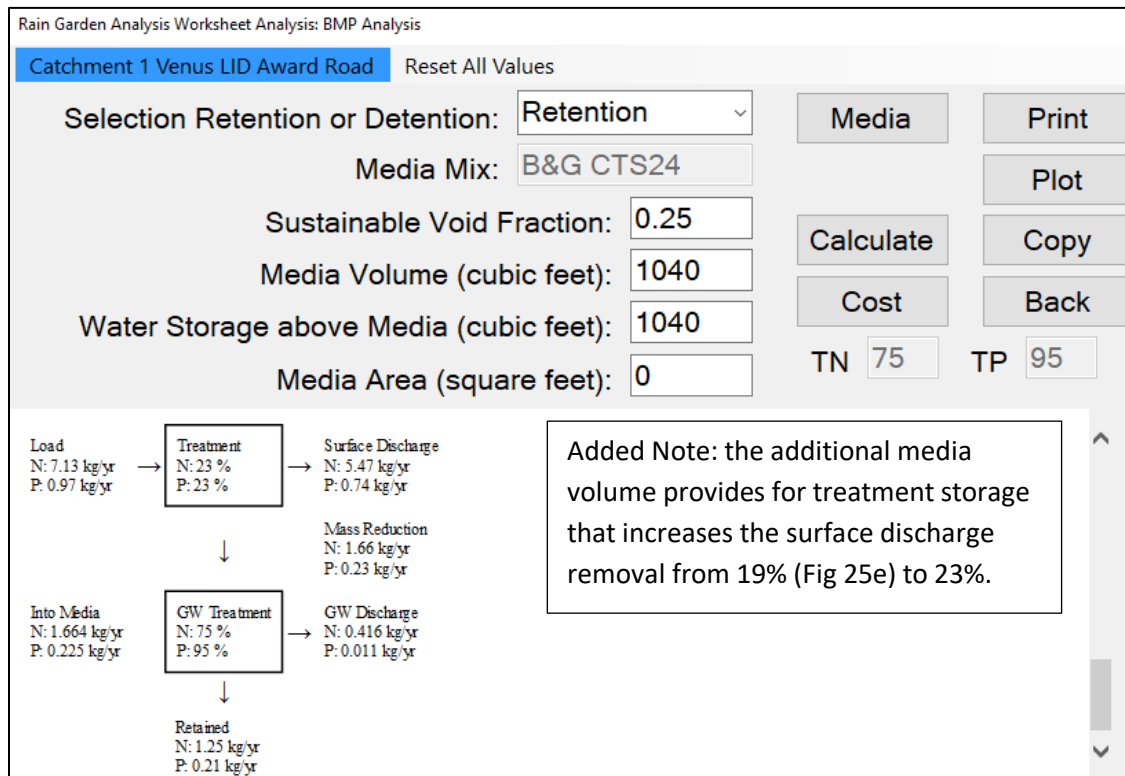 Rain Garden Analysis Worksheet Analysis: BMP Analysis
Catchment 1 Venus LID Award Road Reset All Values
Selection Retention or Detention: Retention Media Print
Media Mix: B&G CTS24 Plot
Sustainable Void Fraction: 0.25 Calculate Copy
Media Volume (cubic feet): 1040
Water Storage above Media (cubic feet): 1040 Cost Back
Media Area (square feet): 0 TN 75 TP 95
Load
N: 7.13 kg/yr
P: 0.97 kg/yr
→
Treatment
N: 23 %
P: 23 %
→
Surface Discharge
N: 5.47 kg/yr
P: 0.74 kg/yr
↓
Mass Reduction
N: 1.66 kg/yr
P: 0.23 kg/yr
Into Media
N: 1.664 kg/yr
P: 0.225 kg/yr
GW Treatment
N: 75 %
P: 95 %
→
GW Discharge
N: 0.416 kg/yr
P: 0.011 kg/yr
↓
Retained
N: 1.25 kg/yr
P: 0.21 kg/yr
Added Note: the additional media
volume provides for treatment storage
that increases the surface discharge
removal from 19% (Fig 25e) to 23%.